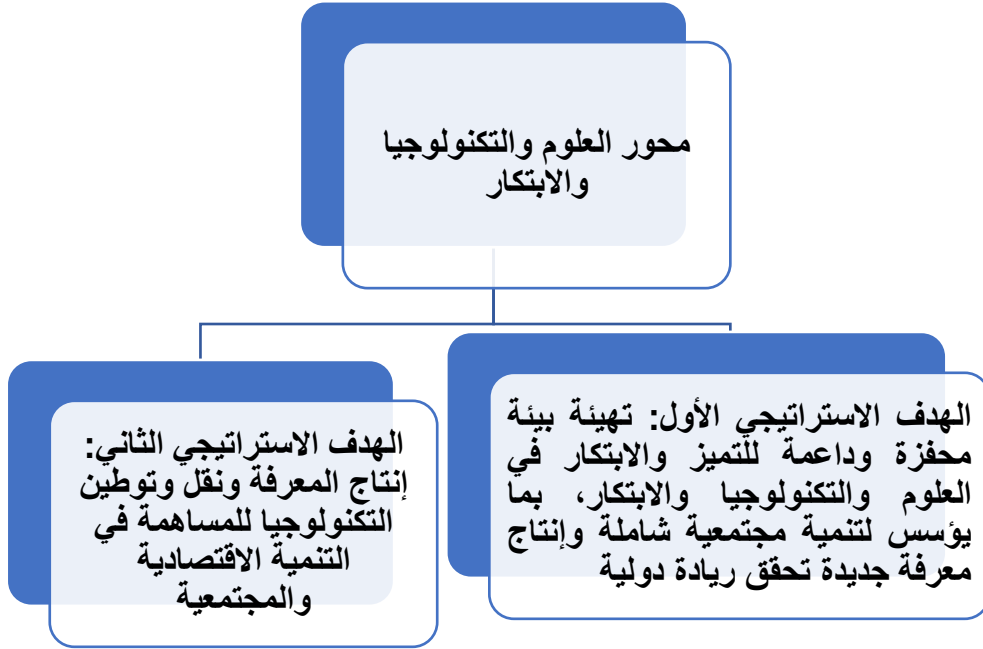 محور العلوم والتكنولوجيا
والابتكار
الهدف الاستراتيجي الأول: تهيئة بيئة
محفزة وداعمة للتميز والابتكار في
العلوم والتكنولوجيا والابتكار، بما
يؤسس لتنمية مجتمعية شاملة وإنتاج
معرفة جديدة تحقق ريادة دولية
الهدف الاستراتيجي الثاني:
إنتاج المعرفة ونقل وتوطين
التكنولوجيا للمساهمة في
التنمية الاقتصادية
والمجتمعية